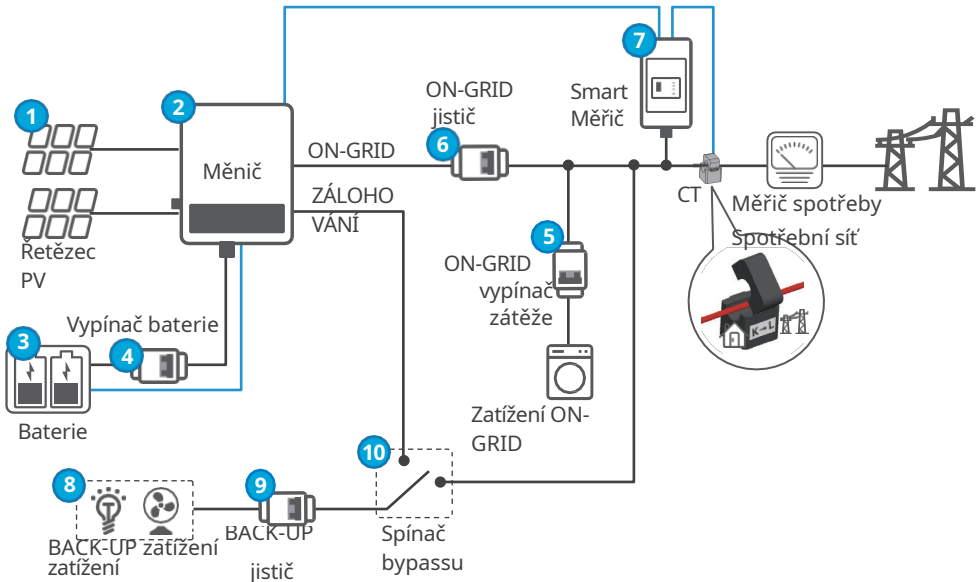 1
2
3
4
5
6
7
8
9
10
Řetězec
PV
Měnič
ON-GRID
ZÁLOHO
VÁNÍ
ON-GRID
jistič
Smart
Měřič
CT
Měřič spotřeby
Spotřební síť
K→L
ON-GRID
vypínač
zátěže
Zatížení ON-
GRID
Vypínač baterie
Baterie
BACK-UP zatížení
zatížení
BACK-UP
jistič
Spínač
bypassu